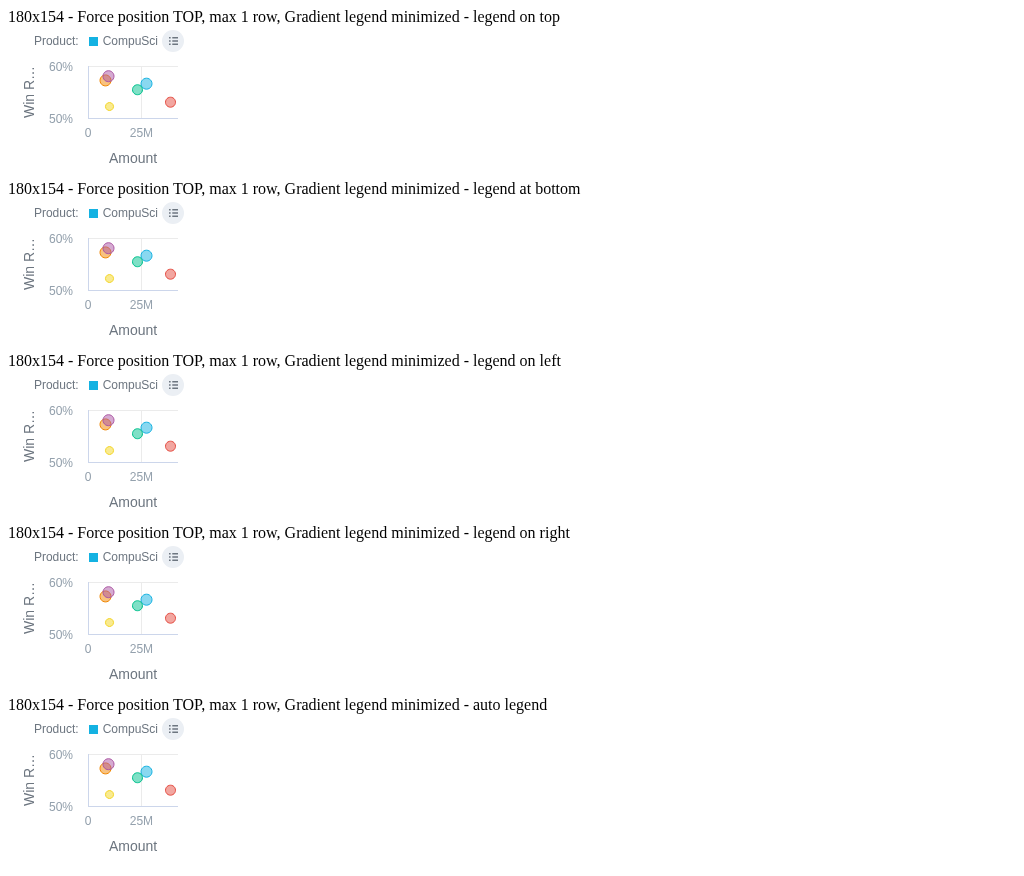 180x154 - Force position TOP, max 1 row, Gradient legend minimized - legend on top
Product: CompuSci
Win R...
60%
50%
0 25M
Amount
180x154 - Force position TOP, max 1 row, Gradient legend minimized - legend at bottom
Product: CompuSci
Win R...
60%
50%
0 25M
Amount
180x154 - Force position TOP, max 1 row, Gradient legend minimized - legend on left
Product: CompuSci
Win R...
60%
50%
0 25M
Amount
180x154 - Force position TOP, max 1 row, Gradient legend minimized - legend on right
Product: CompuSci
Win R...
60%
50%
0 25M
Amount
180x154 - Force position TOP, max 1 row, Gradient legend minimized - auto legend
Product: CompuSci
Win R...
60%
50%
0 25M
Amount